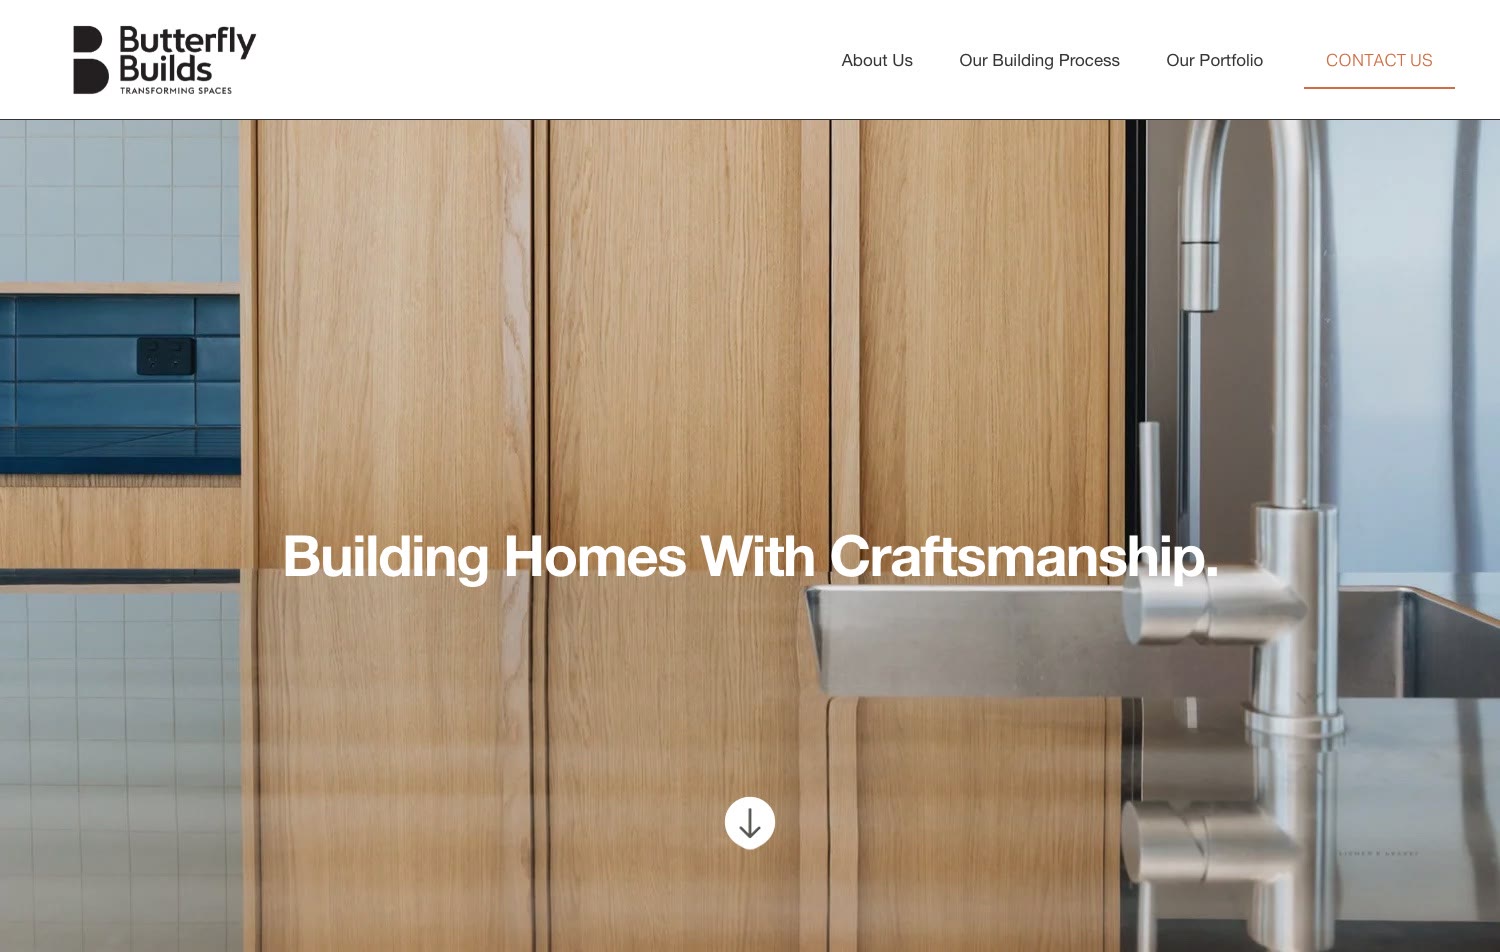 Butterfly
Builds
TRANSFORMING SPACES
About Us
Our Building Process
Our Portfolio
CONTACT US
Building Homes With Craftsmanship.